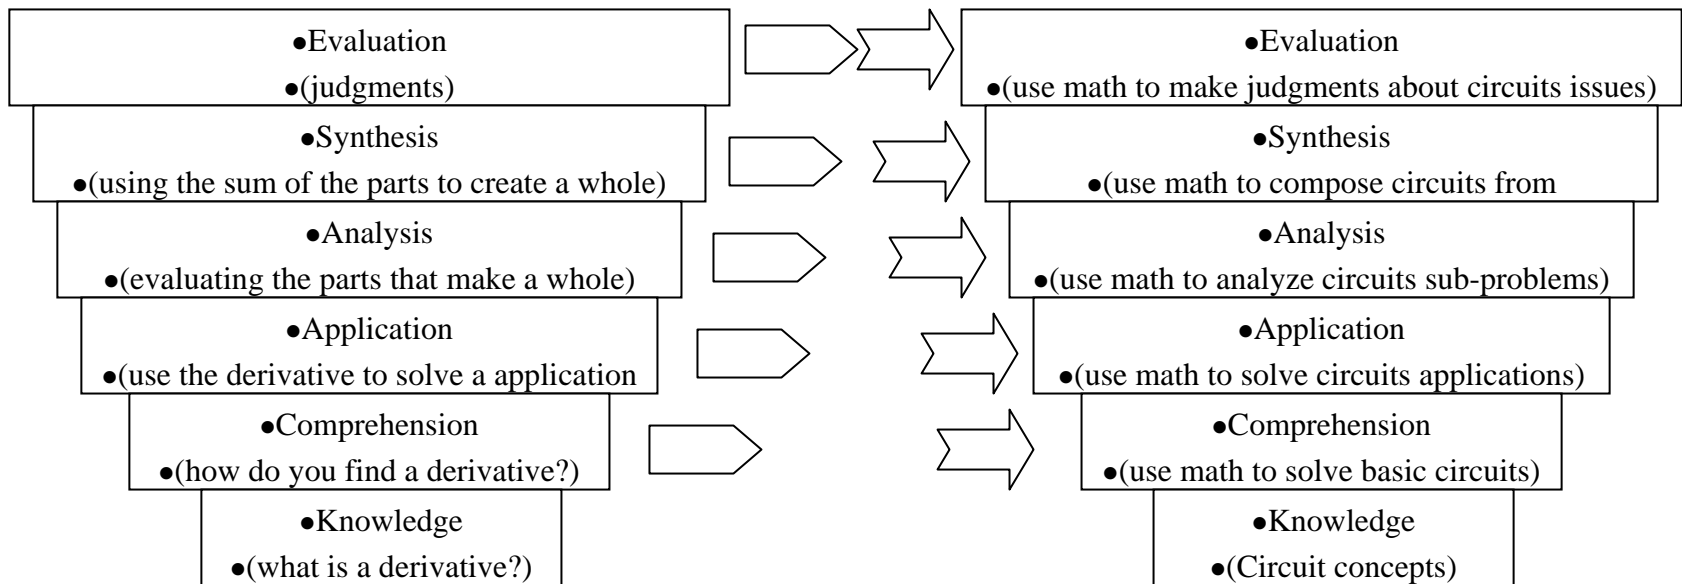 ●Evaluation
●(judgments)
●Synthesis
●(using the sum of the parts to create a whole)
●Analysis
●(evaluating the parts that make a whole)
●Application
●(use the derivative to solve a application
●Comprehension
●(how do you find a derivative?)
●Knowledge
●(what is a derivative?)
●Evaluation
●(use math to make judgments about circuits issues)
●Synthesis
●(use math to compose circuits from
●Analysis
●(use math to analyze circuits sub-problems)
●Application
●(use math to solve circuits applications)
●Comprehension
●(use math to solve basic circuits)
●Knowledge
●(Circuit concepts)